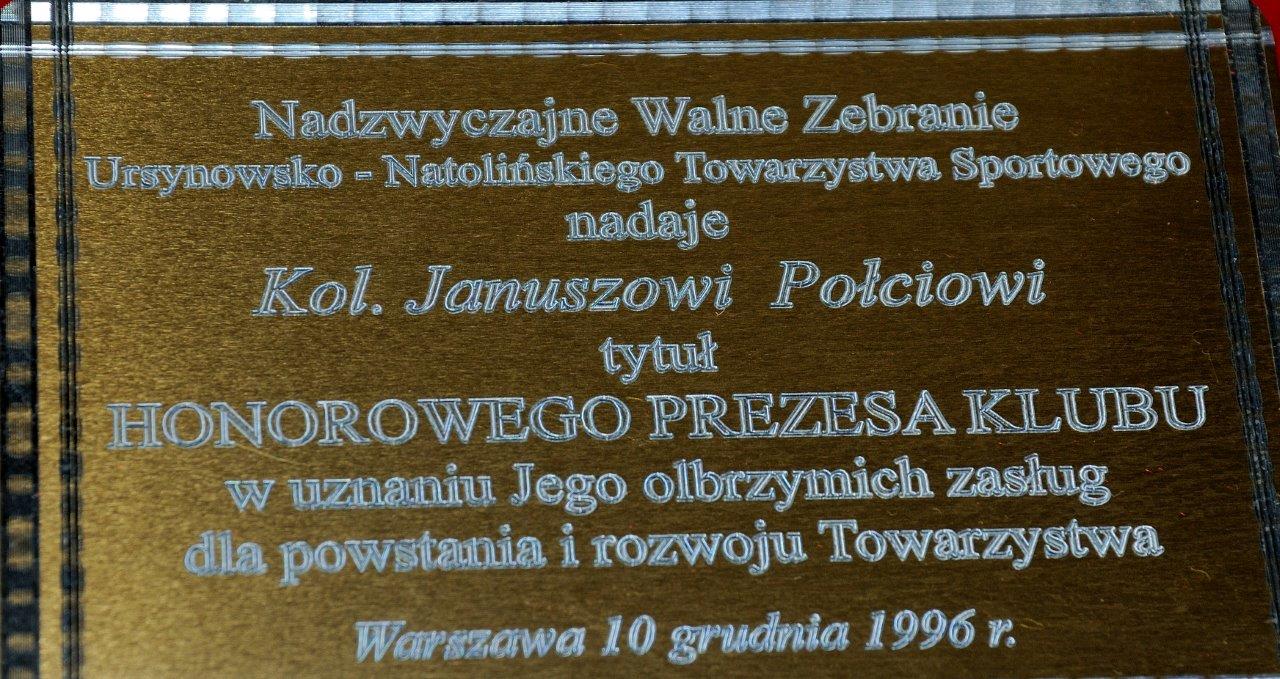 Nadzwyczajne Walne Zebranie
Ursynowsko - Natolińskiego Towarzystwa Sportowego
nadaje
Kol. Januszowi Połciowi
tytuł
HONOROWEGO PREZESA KLUBU
w uznaniu Jego olbrzymich zasług
dla powstania i rozwoju Towarzystwa
Warszawa 10 grudnia 1996 r.